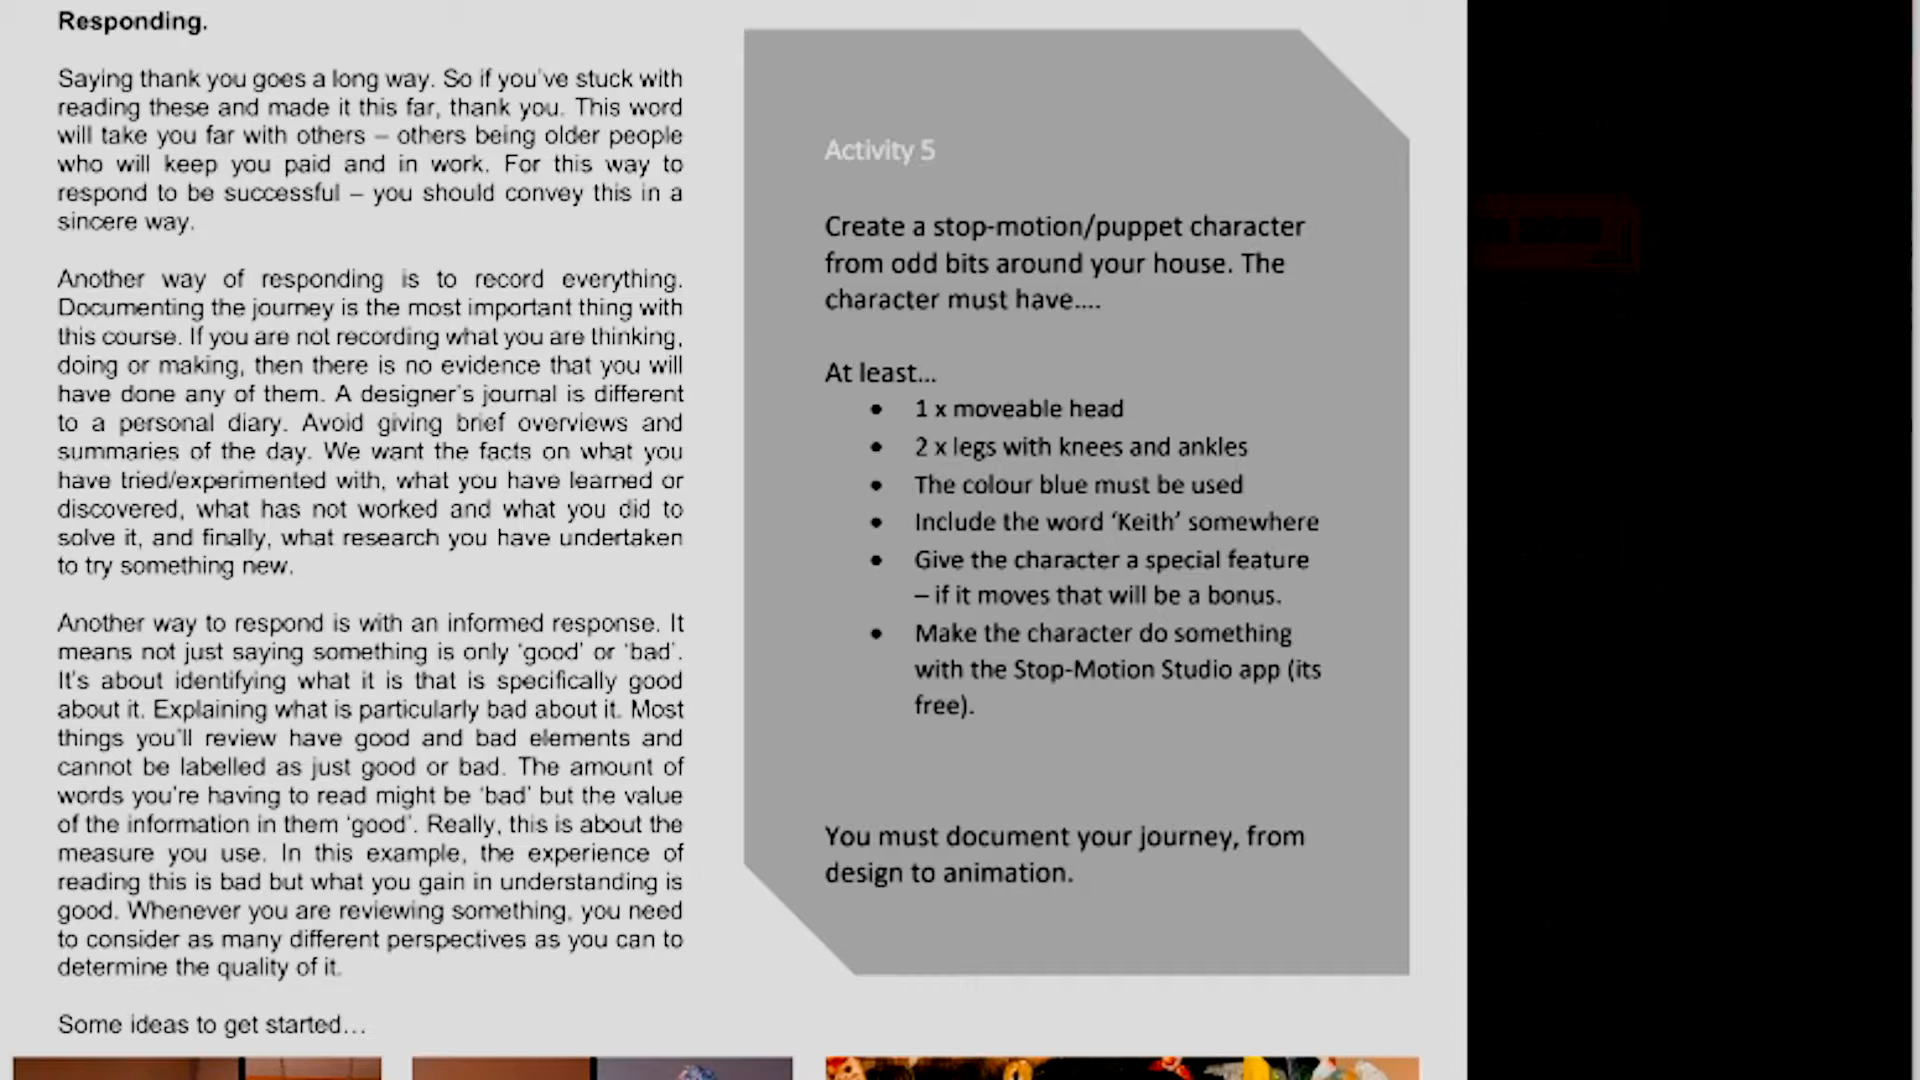 Responding.
Saying thank you goes a long way. So if you've stuck with
reading these and made it this far, thank you. This word
will take you far with others – others being older people
who will keep you paid and in work. For this way to
respond to be successful – you should convey this in a
sincere way.
Another way of responding is to record everything.
Documenting the journey is the most important thing with
this course. If you are not recording what you are thinking,
doing or making, then there is no evidence that you will
have done any of them. A designer's journal is different
to a personal diary. Avoid giving brief overviews and
summaries of the day. We want the facts on what you
have tried/experimented with, what you have learned or
discovered, what has not worked and what you did to
solve it, and finally, what research you have undertaken
to try something new.
Another way to respond is with an informed response. It
means not just saying something is only 'good' or 'bad'.
It's about identifying what it is that is specifically good
about it. Explaining what is particularly bad about it. Most
things you'll review have good and bad elements and
cannot be labelled as just good or bad. The amount of
words you're having to read might be 'bad' but the value
of the information in them 'good'. Really, this is about the
measure you use. In this example, the experience of
reading this is bad but what you gain in understanding is
good. Whenever you are reviewing something, you need
to consider as many different perspectives as you can to
determine the quality of it.
Some ideas to get started…
Activity 5
Create a stop-motion/puppet character
from odd bits around your house. The
character must have....
At least…
• 1 x moveable head
• 2 x legs with knees and ankles
• The colour blue must be used
• Include the word 'Keith' somewhere
• Give the character a special feature
– if it moves that will be a bonus.
• Make the character do something
with the Stop-Motion Studio app (its
free).
You must document your journey, from
design to animation.